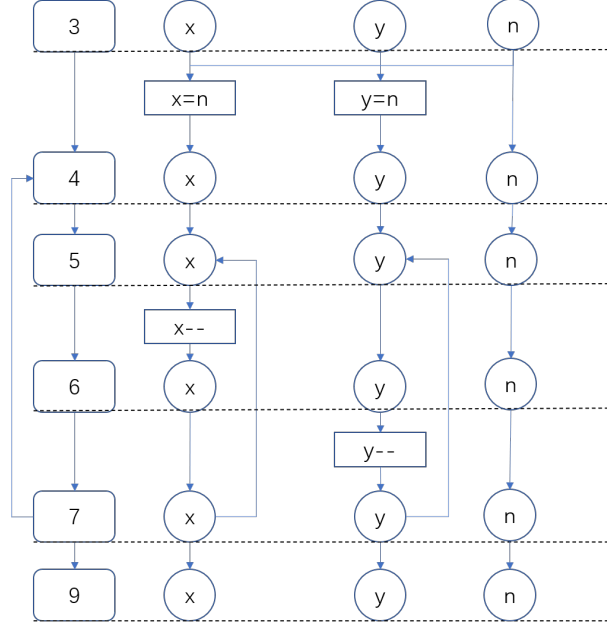 3 x y n
x=n y=n
4 x y n
5 x y n
x--
6 x y n
y--
7 x y n
9 x y n